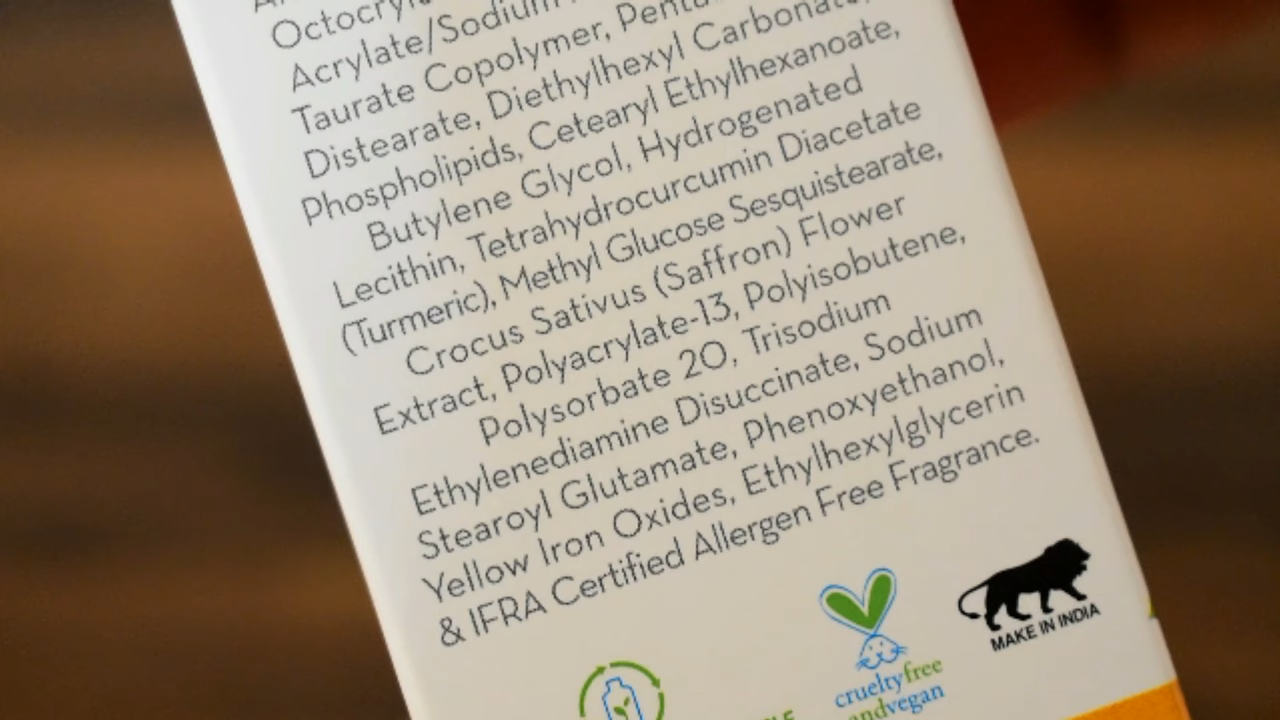 Acrylate/Sodium
Taurate Copolymer,
Distearate, Diethylhexyl Carbonate,
Phospholipids, Cetearyl Ethylhexanoate,
Butylene Glycol, Hydrogenated
Lecithin, Tetrahydrocurcumin Diacetate
(Turmeric), Methyl Glucose Sesquistearate,
Crocus Sativus (Saffron) Flower
Extract, Polyacrylate-13, Polyisobutene,
Polysorbate 20, Trisodium
Ethylenediamine Disuccinate, Sodium
Stearoyl Glutamate, Phenoxyethanol,
Yellow Iron Oxides, Ethylhexylglycerin
& IFRA Certified Allergen Free Fragrance.
MAKE IN INDIA
crueltyfree
andvegan